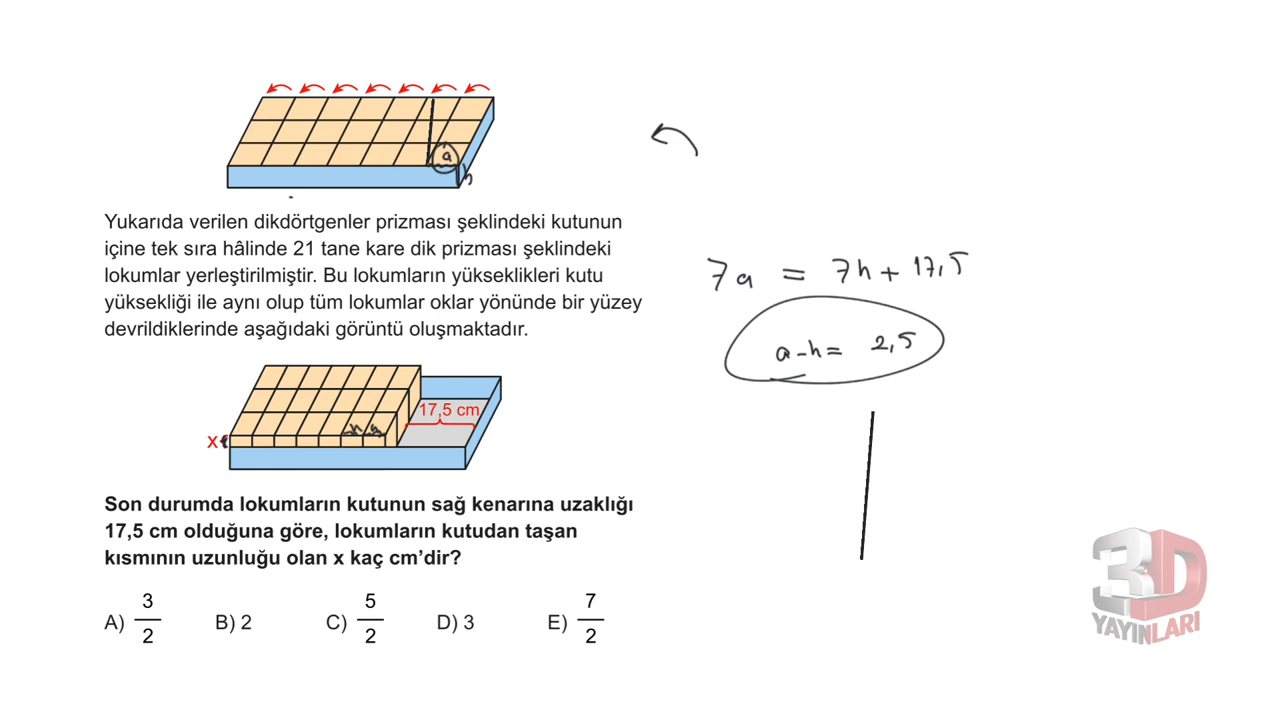 a
h
Yukarıda verilen dikdörtgenler prizması şeklindeki kutunun
içine tek sıra hâlinde 21 tane kare dik prizması şeklindeki
lokumlar yerleştirilmiştir. Bu lokumların yükseklikleri kutu
yüksekliği ile aynı olup tüm lokumlar oklar yönünde bir yüzey
devrildiklerinde aşağıdaki görüntü oluşmaktadır.
7a = 7h + 17,5
a - h = 2,5
17,5 cm
x
Son durumda lokumların kutunun sağ kenarına uzaklığı
17,5 cm olduğuna göre, lokumların kutudan taşan
kısmının uzunluğu olan x kaç cm'dir?
A) 3/2 B) 2 C) 5/2 D) 3 E) 7/2
3D
YAYINLARI